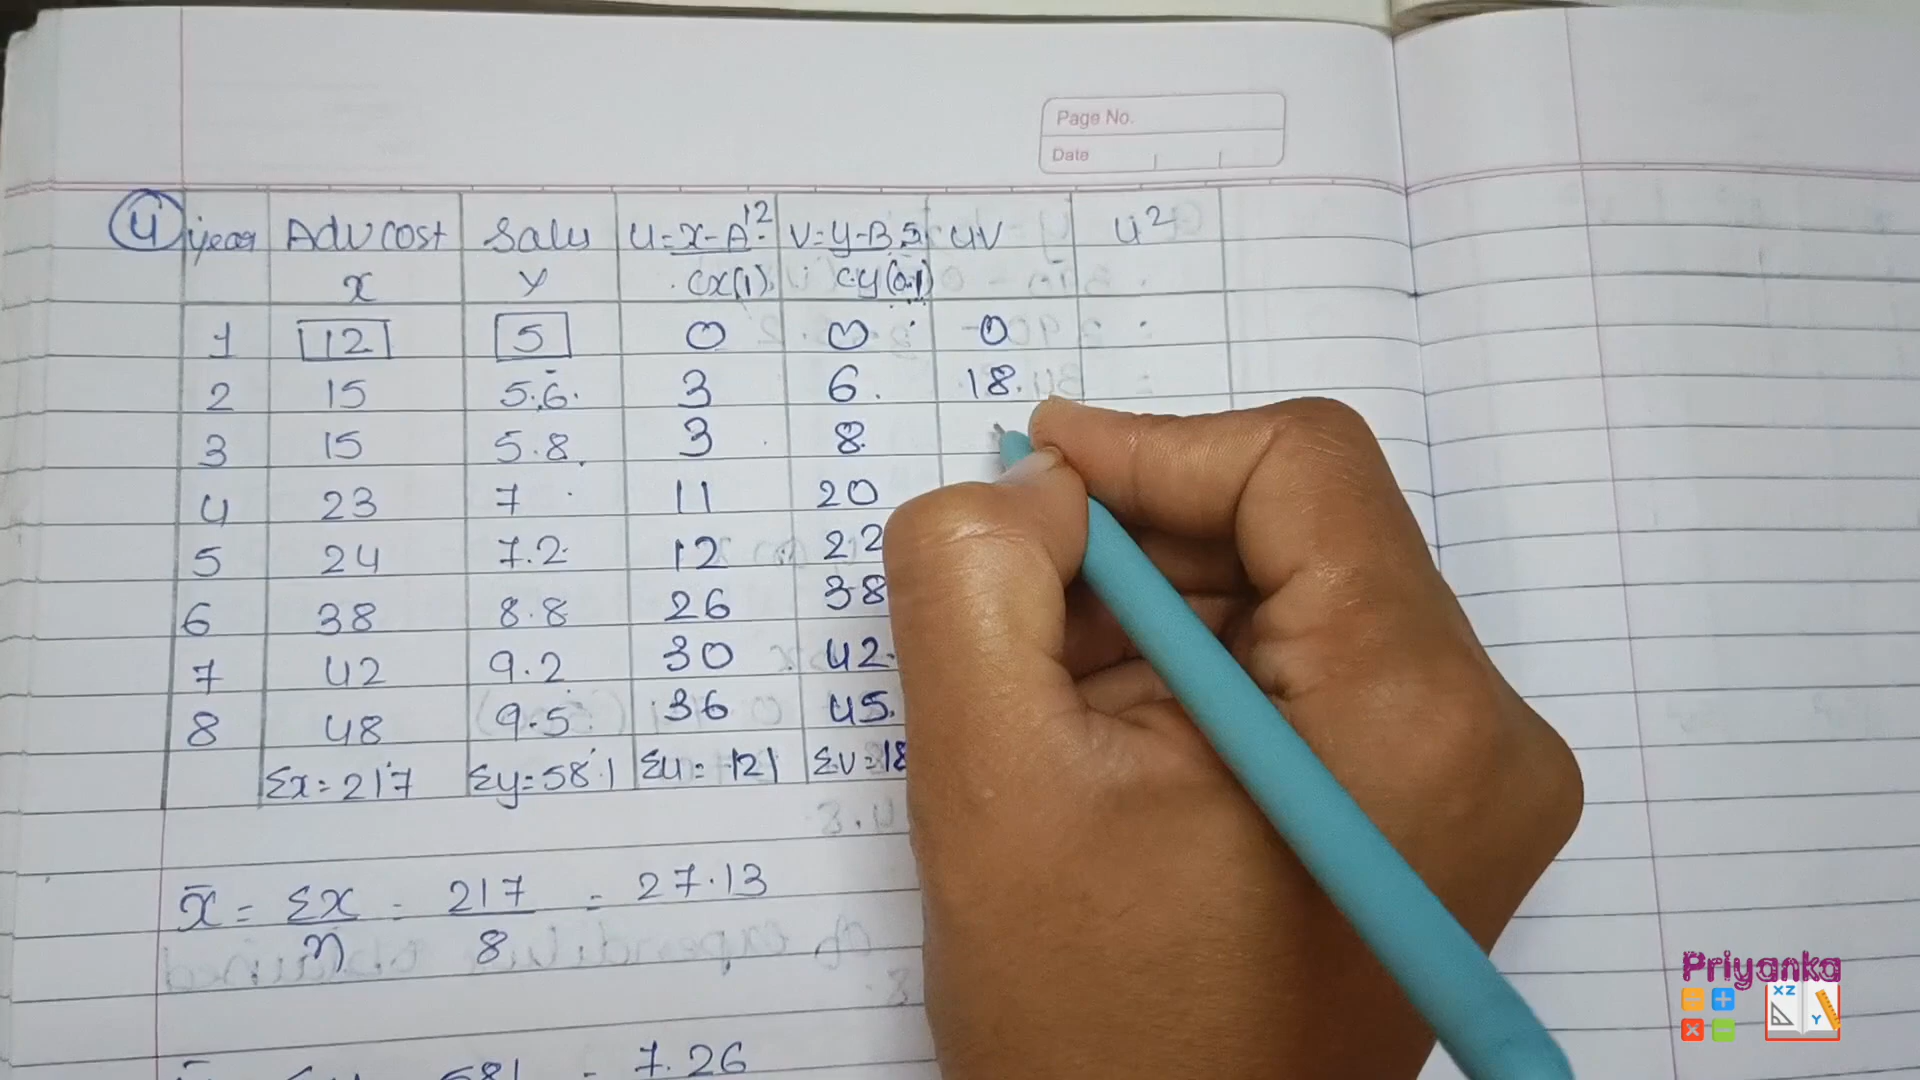 Page No.
Date
4 year Adv cost Sales U = x - A 12 V = y - B 5 uv u²
x y cx(1) cy(0.1)
1 12 5 0 0 0
2 15 5.6 3 6 18
3 15 5.8 3 8
4 23 7 11 20
5 24 7.2 12 22
6 38 8.8 26 38
7 42 9.2 30 42
8 48 9.5 36 45
Σx = 217 Σy = 58.1 Σu = 121 Σv = 18
x̄ = Σx = 217 = 27.13
n 8
581 = 7.26
Priyanka
XZ
Y